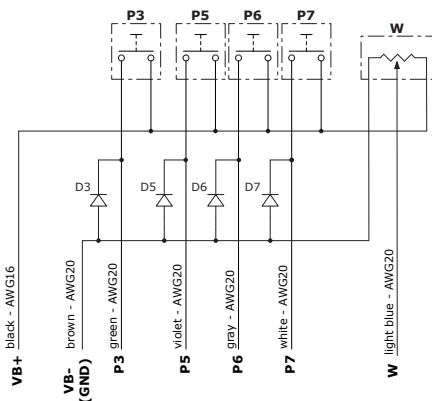 P3 P5 P6 P7
W
D3 D5 D6 D7
black - AWG16
brown - AWG20
green - AWG20
violet - AWG20
gray - AWG20
white - AWG20
light blue - AWG20
VB+
VB-
(GND)
P3
P5
P6
P7
W